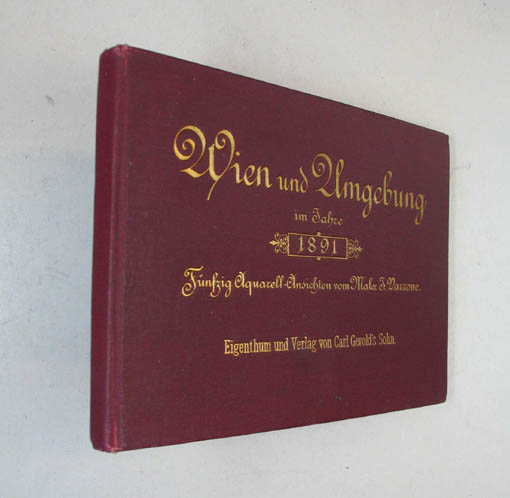 Wien und Umgebung
im Jahre
1891
Fünfzig Aquarell-Ansichten vom Maler J. Varrone.
Eigenthum und Verlag von Carl Gerold's Sohn.